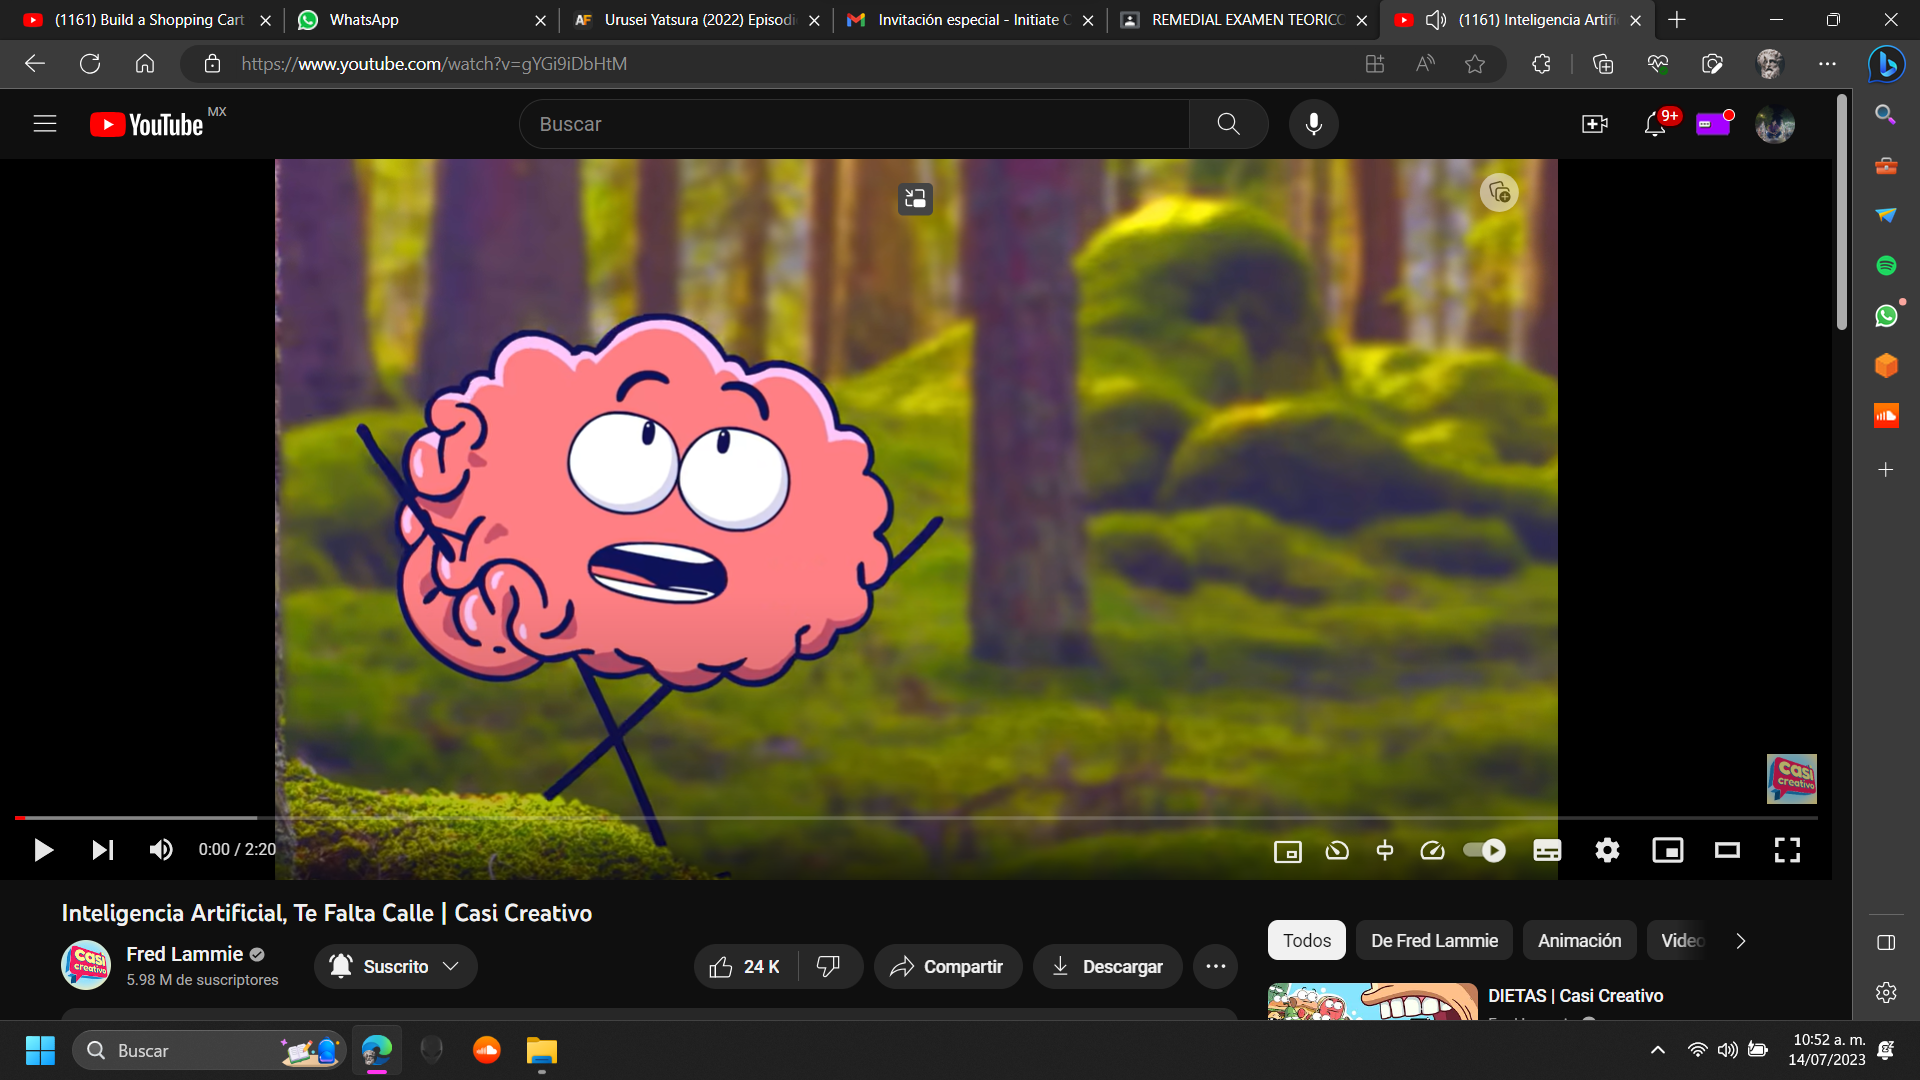 (1161) Build a Shopping Cart
WhatsApp
Urusei Yatsura (2022) Episodi
Invitación especial - Initiate C
REMEDIAL EXAMEN TEORICO
(1161) Inteligencia Artifi
https://www.youtube.com/watch?v=gYGi9iDbHtM
YouTube MX
Buscar
9+
casi
creativo
0:00 / 2:20
Inteligencia Artificial, Te Falta Calle | Casi Creativo
casi
creativo
Fred Lammie
5.98 M de suscriptores
Suscrito
24 K
Compartir
Descargar
Todos
De Fred Lammie
Animación
Video
DIETAS | Casi Creativo
Buscar
10:52 a. m.
14/07/2023